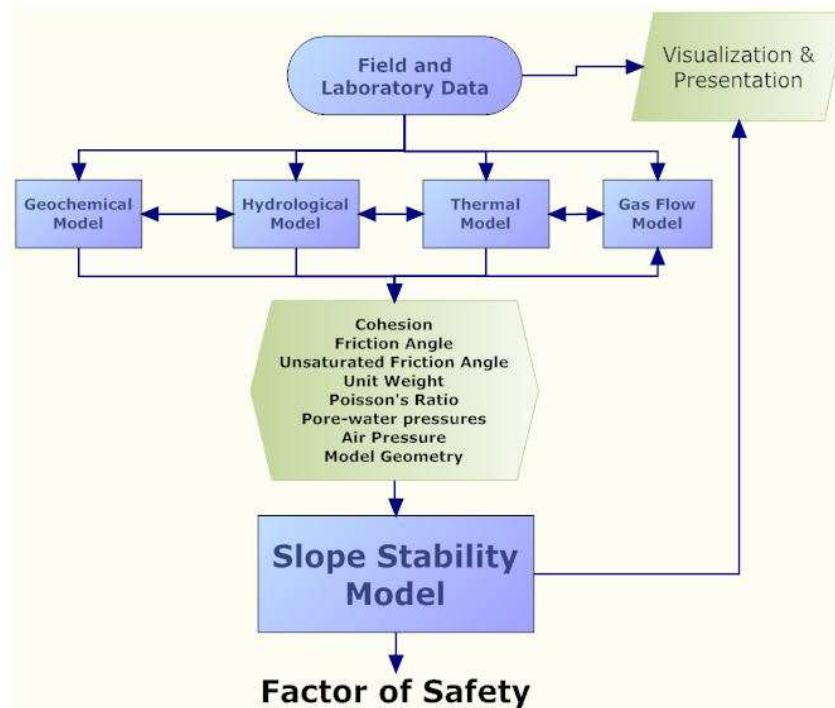 Field and
Laboratory Data
Visualization &
Presentation
Geochemical
Model
Hydrological
Model
Thermal
Model
Gas Flow
Model
Cohesion
Friction Angle
Unsaturated Friction Angle
Unit Weight
Poisson's Ratio
Pore-water pressures
Air Pressure
Model Geometry
Slope Stability
Model
Factor of Safety